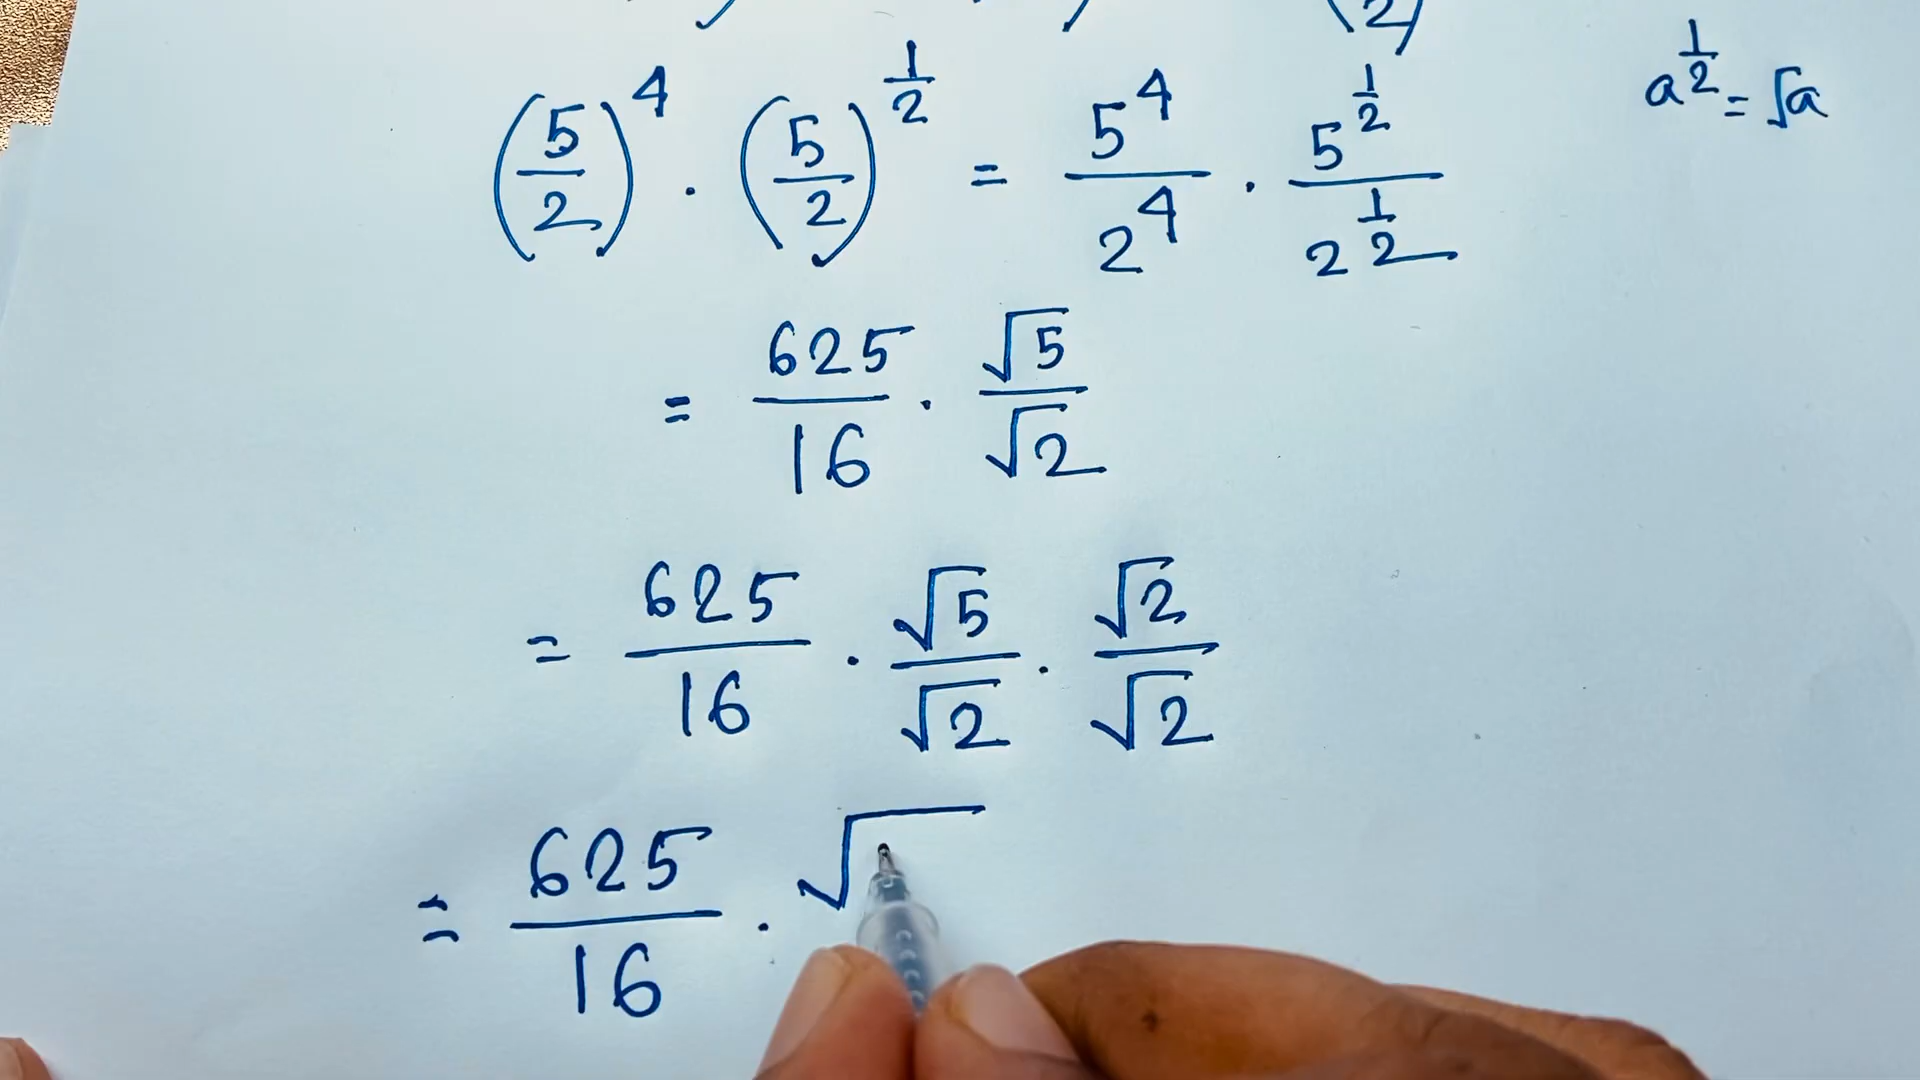 2)
(5/2)^4 . (5/2)^1/2 = 5^4/2^4 . 5^1/2/2^1/2
a^1/2 = √a
= 625/16 . √5/√2
= 625/16 . √5/√2 . √2/√2
= 625/16 . √